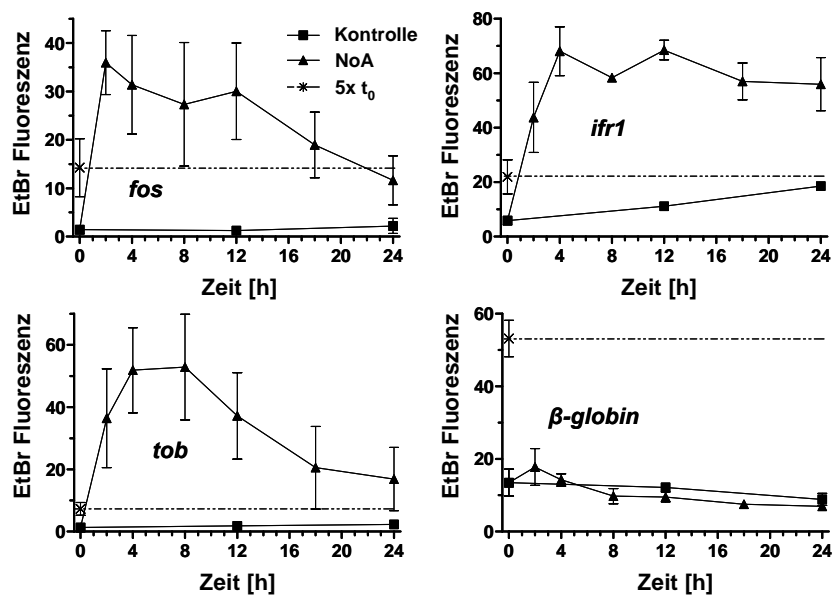 Kontrolle
NoA
5x t0
EtBr Fluoreszenz
40
30
20
10
0
fos
0 4 8 12 16 20 24
Zeit [h]
EtBr Fluoreszenz
80
60
40
20
0
ifr1
0 4 8 12 16 20 24
Zeit [h]
EtBr Fluoreszenz
60
40
20
0
tob
0 4 8 12 16 20 24
Zeit [h]
EtBr Fluoreszenz
60
50
40
30
20
10
0
β-globin
0 4 8 12 16 20 24
Zeit [h]